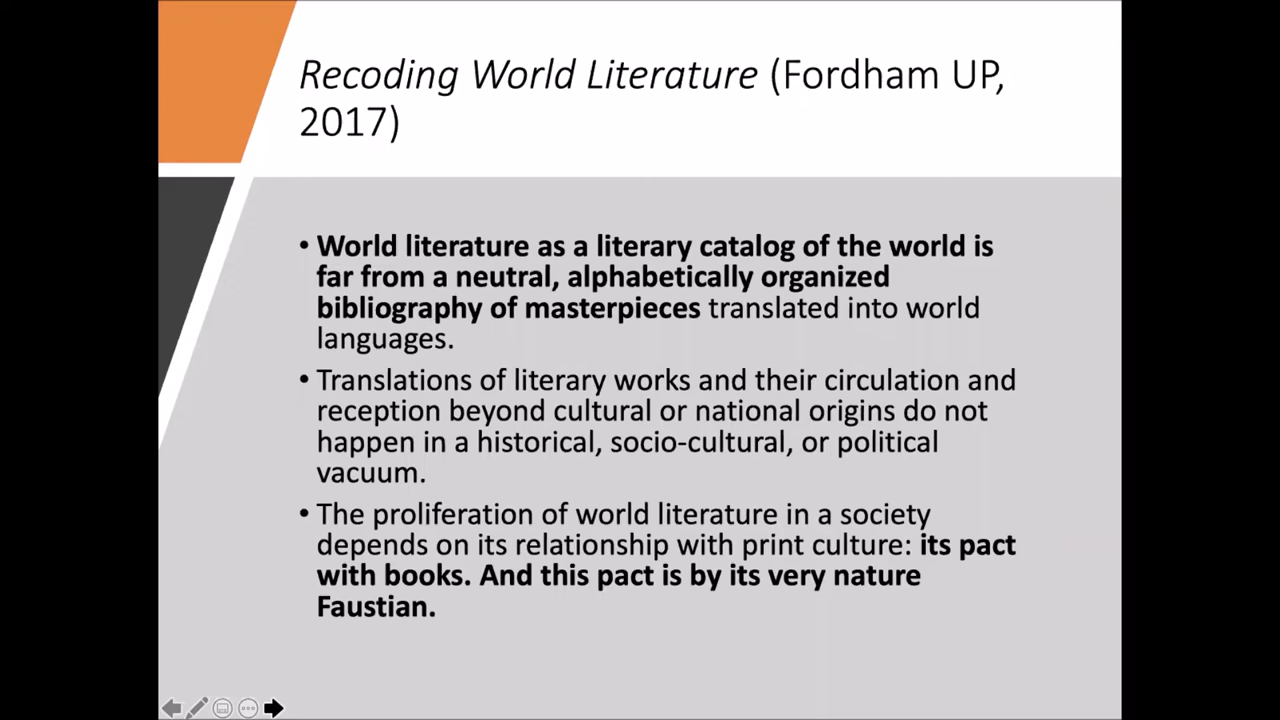 Recoding World Literature (Fordham UP,
2017)
• World literature as a literary catalog of the world is
far from a neutral, alphabetically organized
bibliography of masterpieces translated into world
languages.
• Translations of literary works and their circulation and
reception beyond cultural or national origins do not
happen in a historical, socio-cultural, or political
vacuum.
• The proliferation of world literature in a society
depends on its relationship with print culture: its pact
with books. And this pact is by its very nature
Faustian.